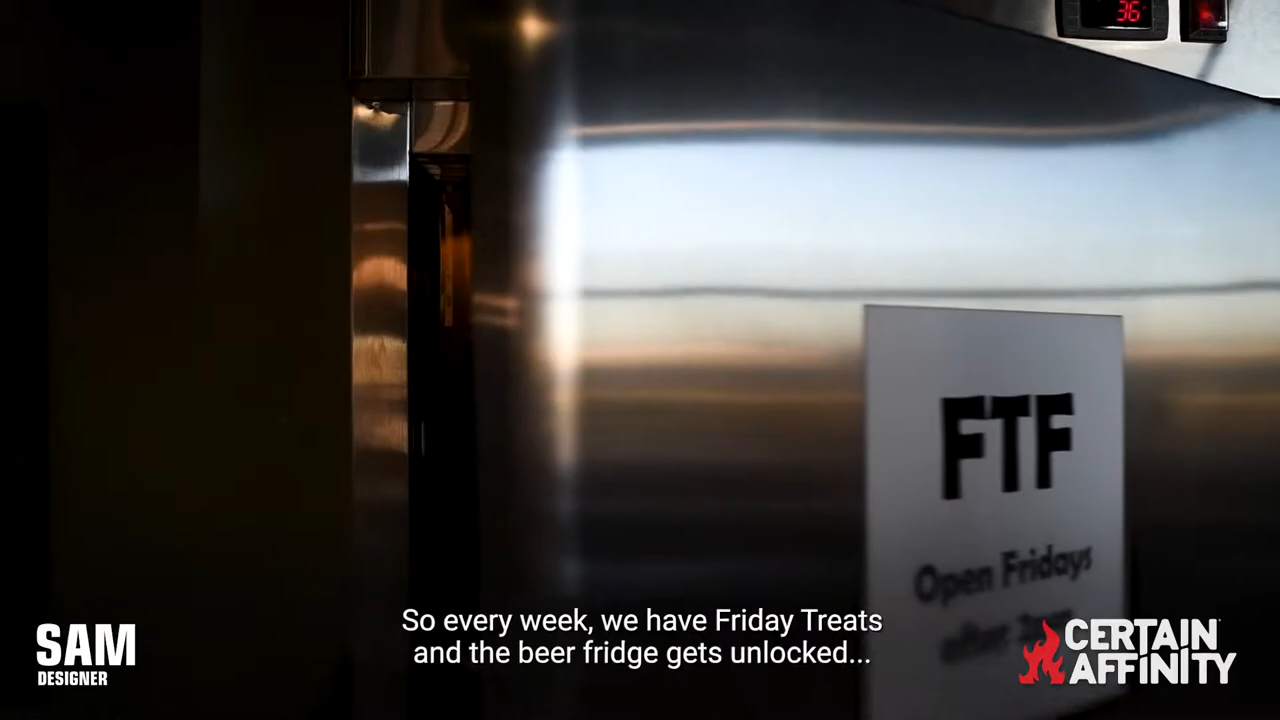 36
FTF
Open Fridays
after
So every week, we have Friday Treats
and the beer fridge gets unlocked...
SAM
DESIGNER
CERTAIN
AFFINITY